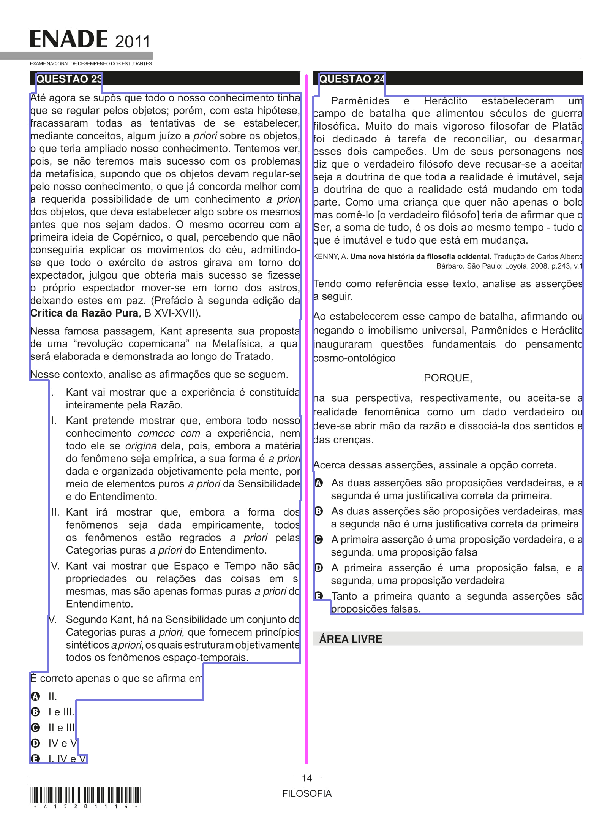 ENADE 2011
EXAME NACIONAL DE DESEMPENHO DOS ESTUDANTES
QUESTÃO 23
Até agora se supôs que todo o nosso conhecimento tinha
que se regular pelos objetos; porém, com esta hipótese,
fracassaram todas as tentativas de se estabelecer,
mediante conceitos, algum juízo a priori sobre os objetos,
o que teria ampliado nosso conhecimento. Tentemos ver,
pois, se não teremos mais sucesso com os problemas
da metafísica, supondo que os objetos devam regular-se
pelo nosso conhecimento, o que já concorda melhor com
a requerida possibilidade de um conhecimento a priori
dos objetos, que deva estabelecer algo sobre os mesmos
antes que nos sejam dados. O mesmo ocorreu com a
primeira ideia de Copérnico, o qual, percebendo que não
conseguiria explicar os movimentos do céu, admitindo-
se que todo o exército de astros girava em torno do
expectador, julgou que obteria mais sucesso se fizesse
o próprio expectador mover-se em torno dos astros,
deixando estes em paz. (Prefácio à segunda edição da
Crítica da Razão Pura, B XVI-XVII).
Nessa famosa passagem, Kant apresenta sua proposta
de uma “revolução copernicana” na Metafísica, a qual
será elaborada e demonstrada ao longo do Tratado.
Nesse contexto, analise as afirmações que se seguem.
I. Kant vai mostrar que a experiência é constituída
inteiramente pela Razão.
II. Kant pretende mostrar que, embora todo nosso
conhecimento comece com a experiência, nem
todo ele se origina dela, pois, embora a matéria
do fenômeno seja empírica, a sua forma é a priori
dada e organizada objetivamente pela mente, por
meio de elementos puros a priori da Sensibilidade
e do Entendimento.
III. Kant irá mostrar que, embora a forma dos
fenômenos seja dada empiricamente, todos
os fenômenos estão regrados a priori pelas
Categorias puras a priori do Entendimento.
IV. Kant vai mostrar que Espaço e Tempo não são
propriedades ou relações das coisas em si
mesmas, mas são apenas formas puras a priori do
Entendimento.
V. Segundo Kant, há na Sensibilidade um conjunto de
Categorias puras a priori, que fornecem princípios
sintéticos a priori, os quais estruturam objetivamente
todos os fenômenos espaço-temporais.
É correto apenas o que se afirma em
A II.
B I e III.
C II e III.
D IV e V.
E I, IV e V.
QUESTÃO 24
Parmênides e Heráclito estabeleceram um
campo de batalha que alimentou séculos de guerra
filosófica. Muito do mais vigoroso filosofar de Platão
foi dedicado à tarefa de reconciliar, ou desarmar,
esses dois campeões. Um de seus personagens nos
diz que o verdadeiro filósofo deve recusar-se a aceitar
seja a doutrina de que toda a realidade é imutável, seja
a doutrina de que a realidade está mudando em toda
parte. Como uma criança que quer não apenas o bolo
mas comê-lo [o verdadeiro filósofo] teria de afirmar que o
Ser, a soma de tudo, é os dois ao mesmo tempo - tudo o
que é imutável e tudo que está em mudança.
KENNY, A. Uma nova história da filosofia ocidental. Tradução de Carlos Alberto
Bárbaro. São Paulo: Loyola, 2008, p.243, v.1
Tendo como referência esse texto, analise as asserções
a seguir.
Ao estabelecerem esse campo de batalha, afirmando ou
negando o imobilismo universal, Parmênides e Heráclito
inauguraram questões fundamentais do pensamento
cosmo-ontológico
PORQUE,
na sua perspectiva, respectivamente, ou aceita-se a
realidade fenomênica como um dado verdadeiro ou
deve-se abrir mão da razão e dissociá-la dos sentidos e
das crenças.
Acerca dessas asserções, assinale a opção correta.
A As duas asserções são proposições verdadeiras, e a
segunda é uma justificativa correta da primeira.
B As duas asserções são proposições verdadeiras, mas
a segunda não é uma justificativa correta da primeira
C A primeira asserção é uma proposição verdadeira, e a
segunda, uma proposição falsa
D A primeira asserção é uma proposição falsa, e a
segunda, uma proposição verdadeira
E Tanto a primeira quanto a segunda asserções são
proposições falsas.
ÁREA LIVRE
14
FILOSOFIA